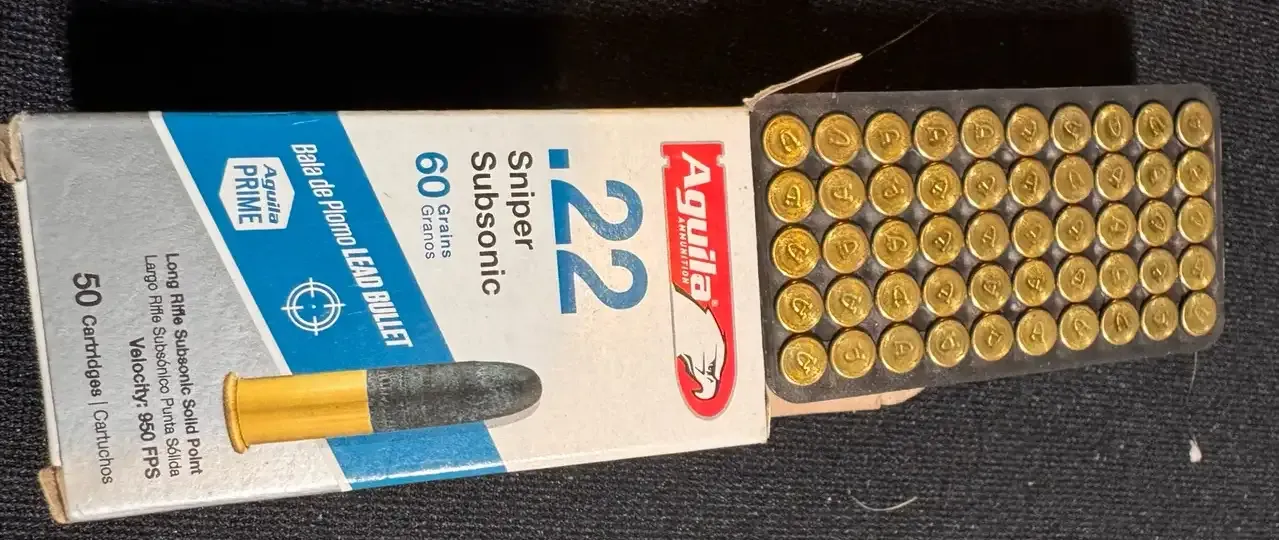 Aguila®
AMMUNITION
.22
Sniper
Subsonic
60 Grains
Granos
Bala de Plomo LEAD BULLET
Aguila
PRIME
Long Rifle Subsonic Solid Point
Largo Rifle Subsónico Punta Sólida
Velocity: 950 FPS
50 Cartridges | Cartuchos